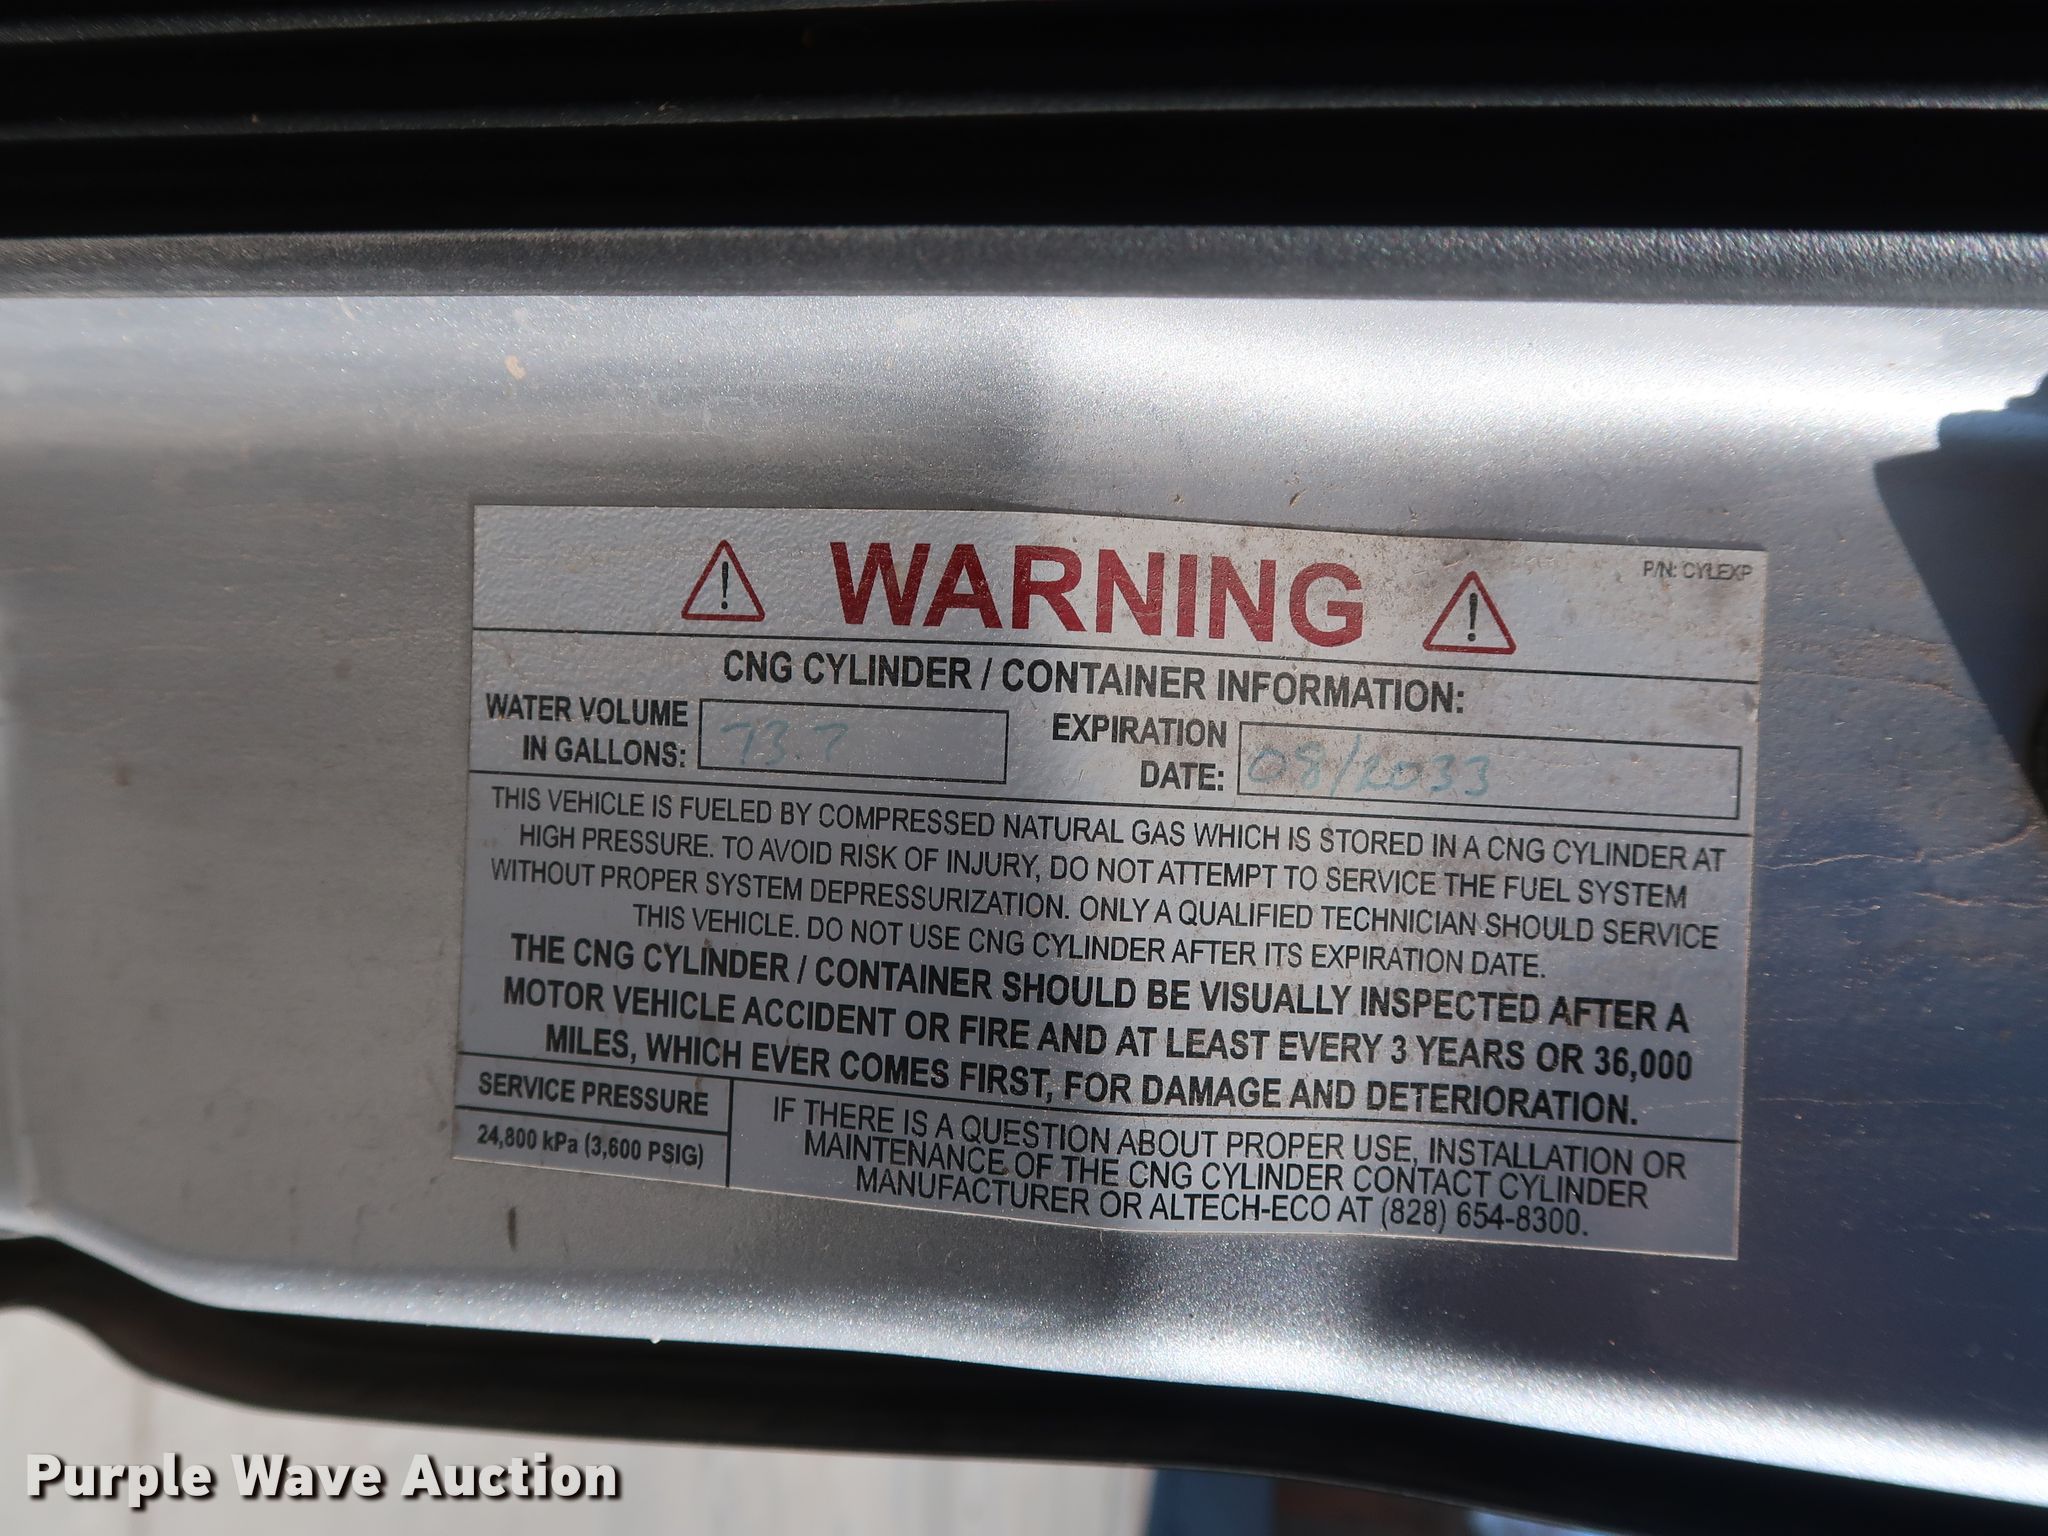 WARNING
P/N: CYLEXP
CNG CYLINDER / CONTAINER INFORMATION:
WATER VOLUME
IN GALLONS: 73.7
EXPIRATION
DATE: 08/2033
THIS VEHICLE IS FUELED BY COMPRESSED NATURAL GAS WHICH IS STORED IN A CNG CYLINDER AT
HIGH PRESSURE. TO AVOID RISK OF INJURY, DO NOT ATTEMPT TO SERVICE THE FUEL SYSTEM
WITHOUT PROPER SYSTEM DEPRESSURIZATION. ONLY A QUALIFIED TECHNICIAN SHOULD SERVICE
THIS VEHICLE. DO NOT USE CNG CYLINDER AFTER ITS EXPIRATION DATE.
THE CNG CYLINDER / CONTAINER SHOULD BE VISUALLY INSPECTED AFTER A
MOTOR VEHICLE ACCIDENT OR FIRE AND AT LEAST EVERY 3 YEARS OR 36,000
MILES, WHICH EVER COMES FIRST, FOR DAMAGE AND DETERIORATION.
SERVICE PRESSURE
24,800 kPa (3,600 PSIG)
IF THERE IS A QUESTION ABOUT PROPER USE, INSTALLATION OR
MAINTENANCE OF THE CNG CYLINDER CONTACT CYLINDER
MANUFACTURER OR ALTECH-ECO AT (828) 654-8300.
Purple Wave Auction